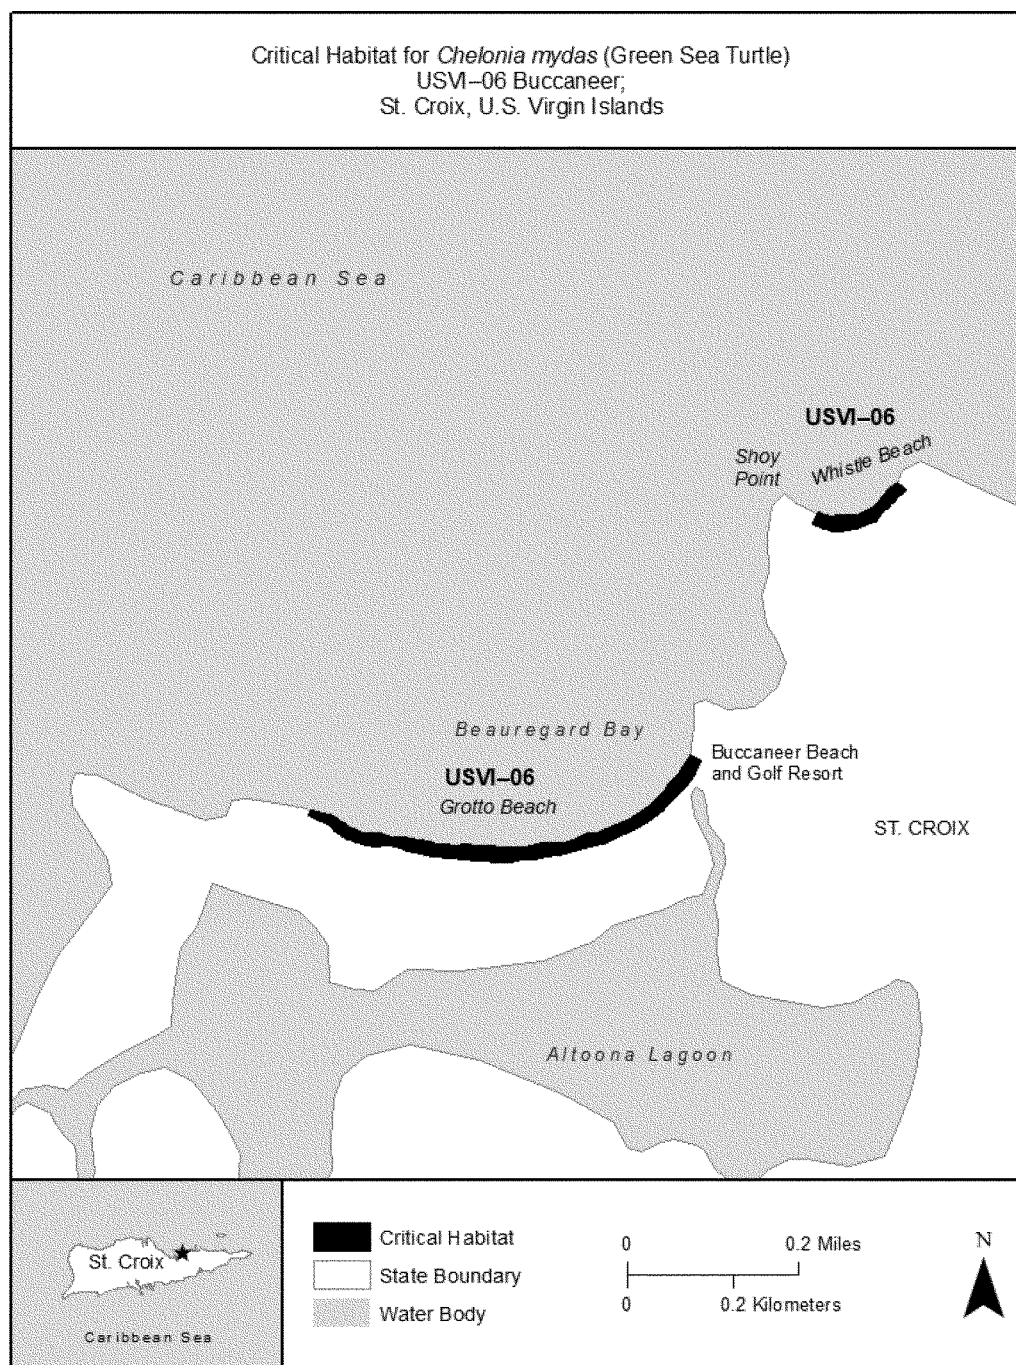 Critical Habitat for Chelonia mydas (Green Sea Turtle)
USVI–06 Buccaneer;
St. Croix, U.S. Virgin Islands
Caribbean Sea
USVI–06
Shoy
Point
Whistle Beach
Beauregard Bay
USVI–06
Grotto Beach
Buccaneer Beach
and Golf Resort
ST. CROIX
Altoona Lagoon
St. Croix
Caribbean Sea
Critical Habitat
State Boundary
Water Body
0 0.2 Miles
0 0.2 Kilometers
N